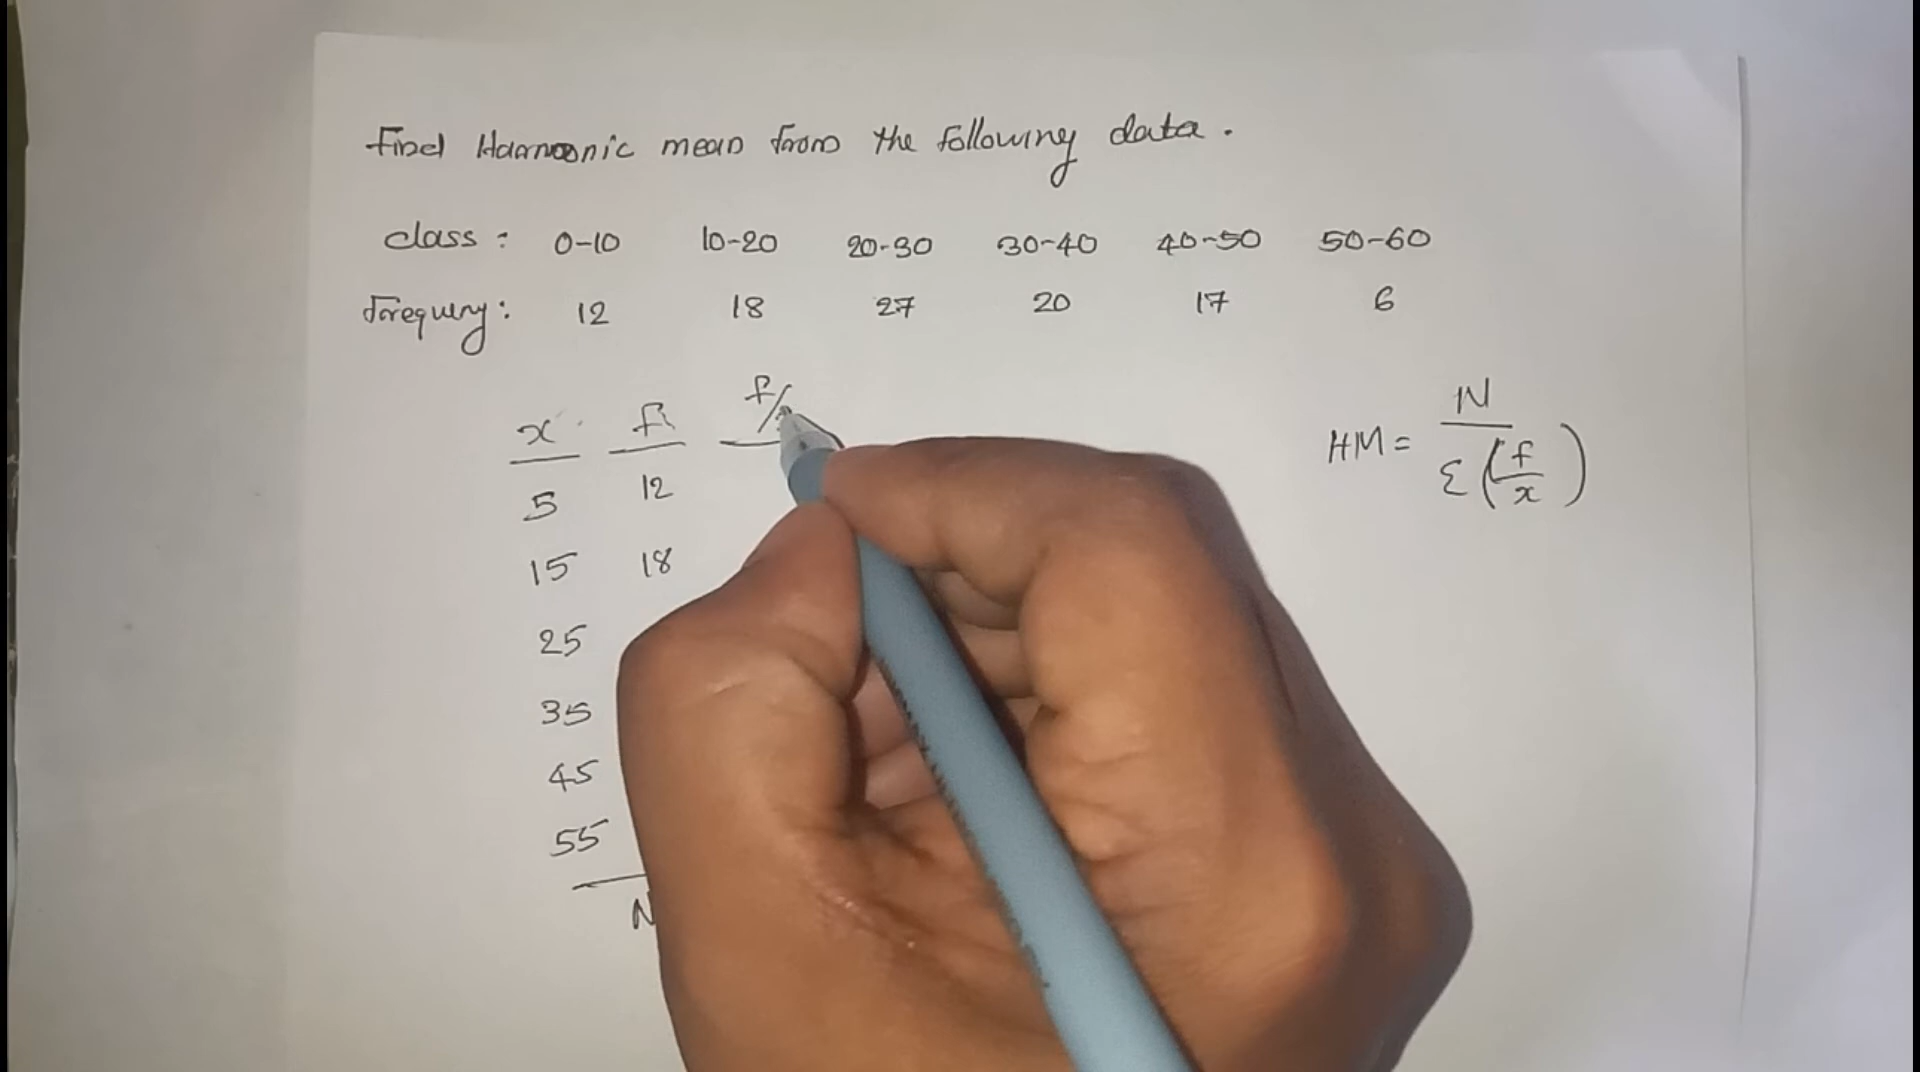 Find Harmonic mean from the following data.
class: 0-10 10-20 20-30 30-40 40-50 50-60
frequency: 12 18 27 20 17 6
x f f/
5 12
15 18
25
35
45
55
N
HM = N
Σ(f
x)